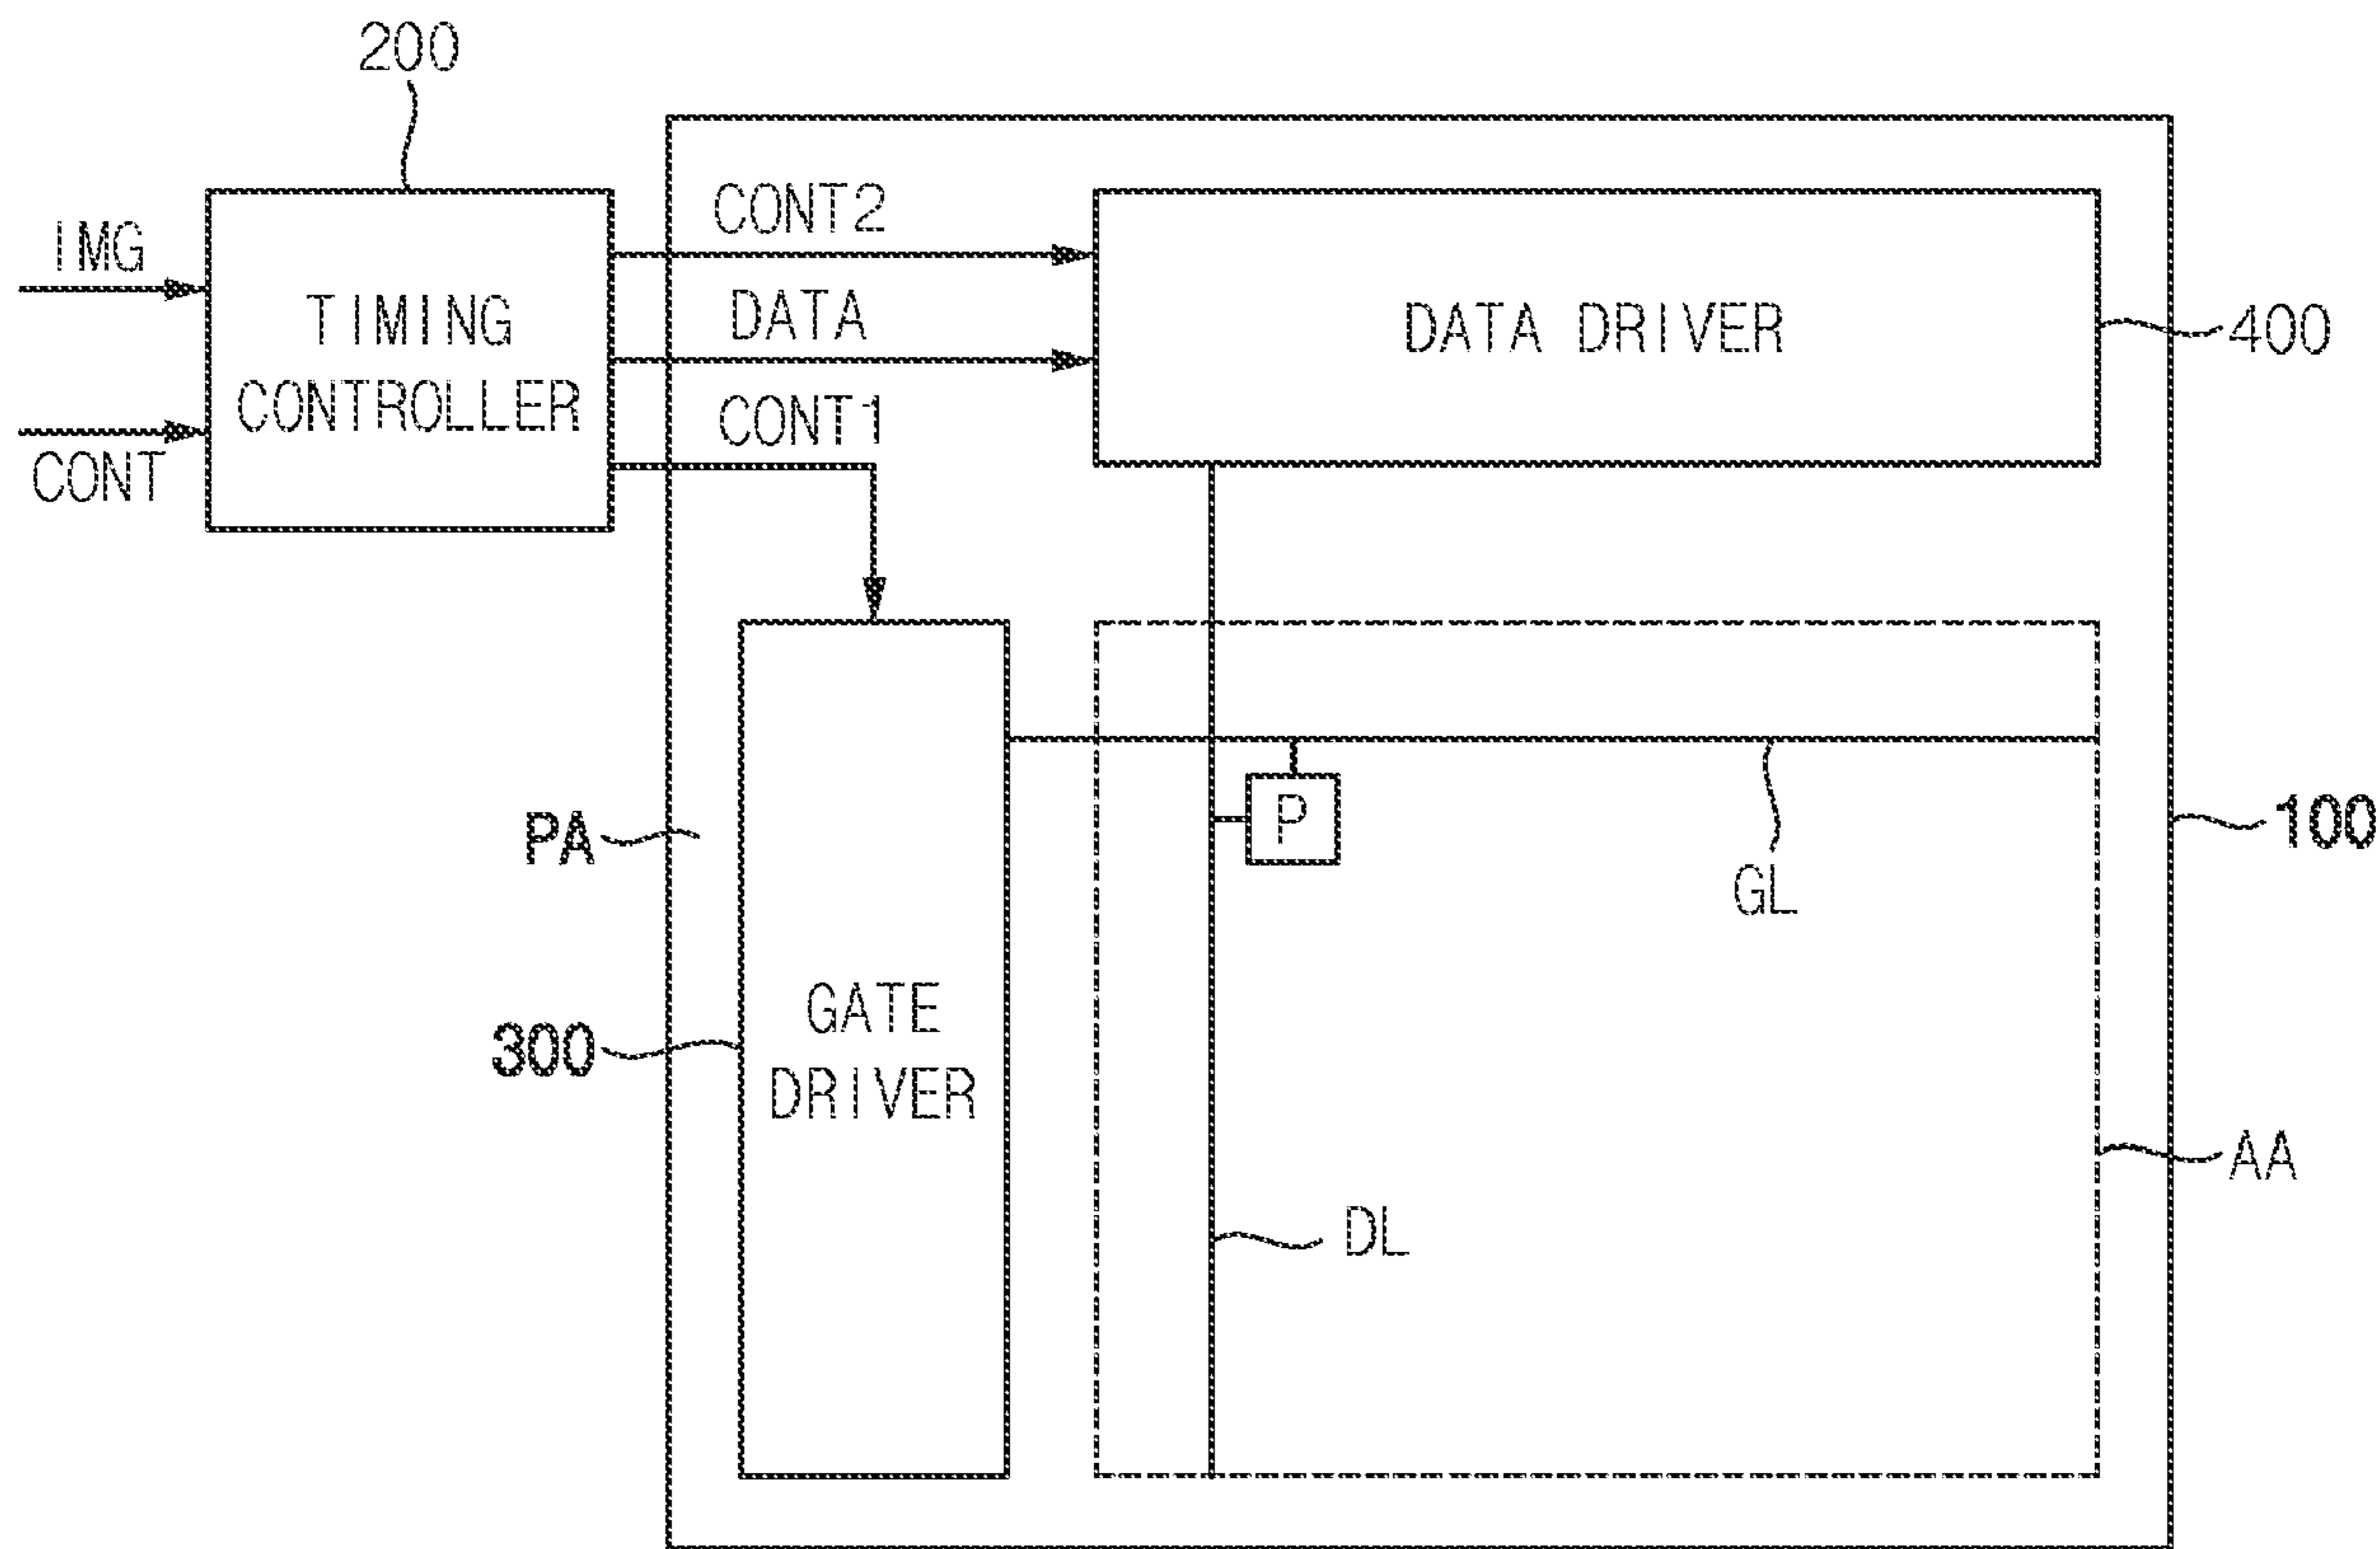 200
CONT2
IMG
TIMING
CONTROLLER
DATA
DATA DRIVER
400
CONT1
CONT
PA
P
GL
100
300
GATE
DRIVER
AA
DL